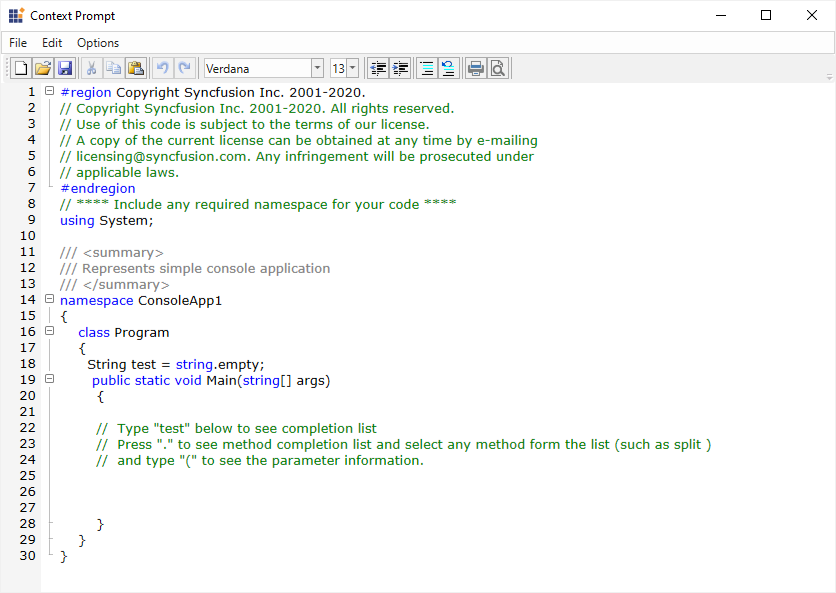 Context Prompt
File Edit Options
Verdana 13
1 #region Copyright Syncfusion Inc. 2001-2020.
2 // Copyright Syncfusion Inc. 2001-2020. All rights reserved.
3 // Use of this code is subject to the terms of our license.
4 // A copy of the current license can be obtained at any time by e-mailing
5 // licensing@syncfusion.com. Any infringement will be prosecuted under
6 // applicable laws.
7 #endregion
8 // **** Include any required namespace for your code ****
9 using System;
10
11 /// <summary>
12 /// Represents simple console application
13 /// </summary>
14 namespace ConsoleApp1
15 {
16 class Program
17 {
18 String test = string.empty;
19 public static void Main(string[] args)
20 {
21
22 // Type "test" below to see completion list
23 // Press "." to see method completion list and select any method form the list (such as split )
24 // and type "(" to see the parameter information.
25
26
27
28 }
29 }
30 }